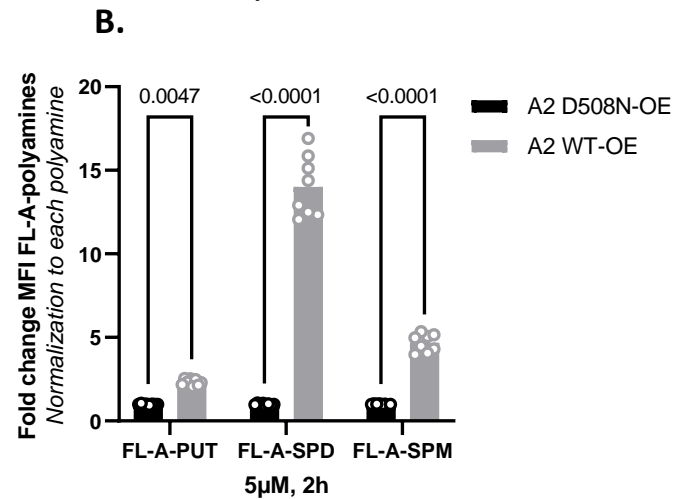 B.
Fold change MFI FL-A-polyamines
Normalization to each polyamine
20
15
10
5
0
0.0047
<0.0001
<0.0001
A2 D508N-OE
A2 WT-OE
FL-A-PUT
FL-A-SPD
FL-A-SPM
5µM, 2h